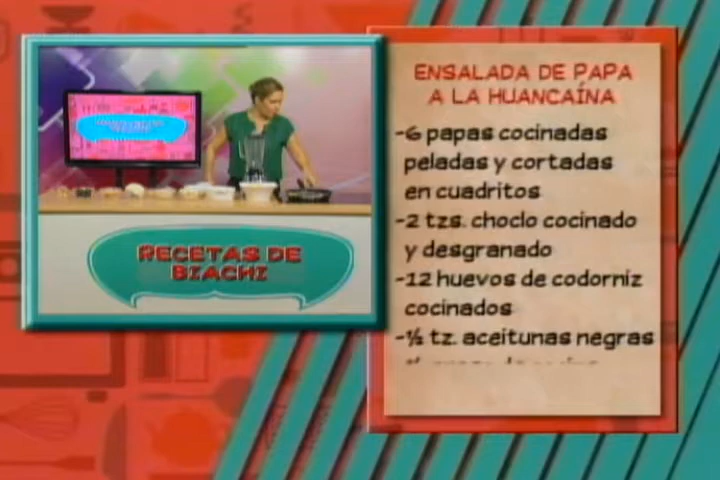 ENSALADA DE PAPA
A LA HUANCAÍNA
-6 papas cocinadas
peladas y cortadas
en cuadritos
-2 tzs. choclo cocinado
y desgranado
-12 huevos de codorniz
cocinados
-½ tz. aceitunas negras
RECETAS DE
BIACHI